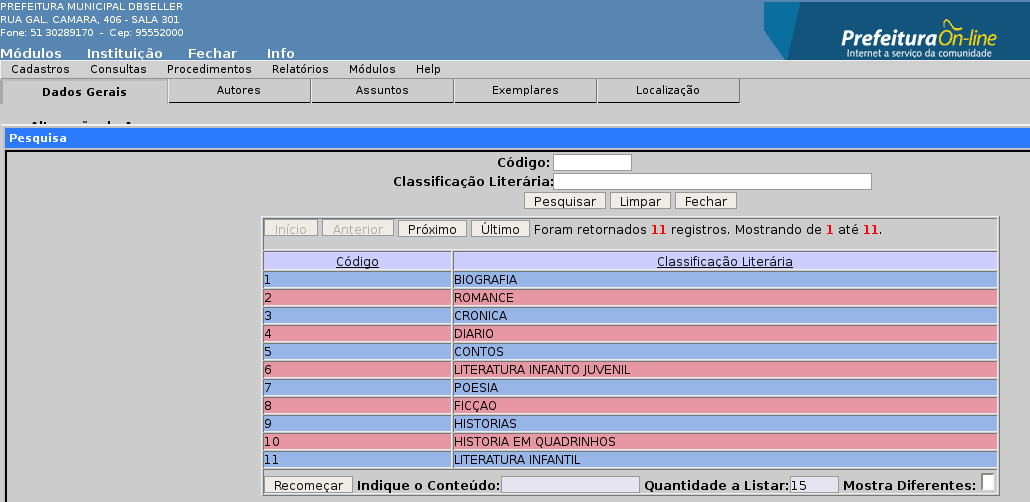 PREFEITURA MUNICIPAL DBSELLER
RUA GAL. CAMARA, 406 - SALA 301
Fone: 51 30289170 - Cep: 95552000
Módulos Instituição Fechar Info
Prefeitura On-line
Internet a serviço da comunidade
Cadastros Consultas Procedimentos Relatórios Módulos Help
Dados Gerais Autores Assuntos Exemplares Localização
Pesquisa
Código:
Classificação Literária:
Pesquisar Limpar Fechar
Início Anterior Próximo Último Foram retornados 11 registros. Mostrando de 1 até 11.
Código Classificação Literária
1 BIOGRAFIA
2 ROMANCE
3 CRONICA
4 DIARIO
5 CONTOS
6 LITERATURA INFANTO JUVENIL
7 POESIA
8 FICÇAO
9 HISTORIAS
10 HISTORIA EM QUADRINHOS
11 LITERATURA INFANTIL
Recomeçar Indique o Conteúdo: Quantidade a Listar: 15 Mostra Diferentes: